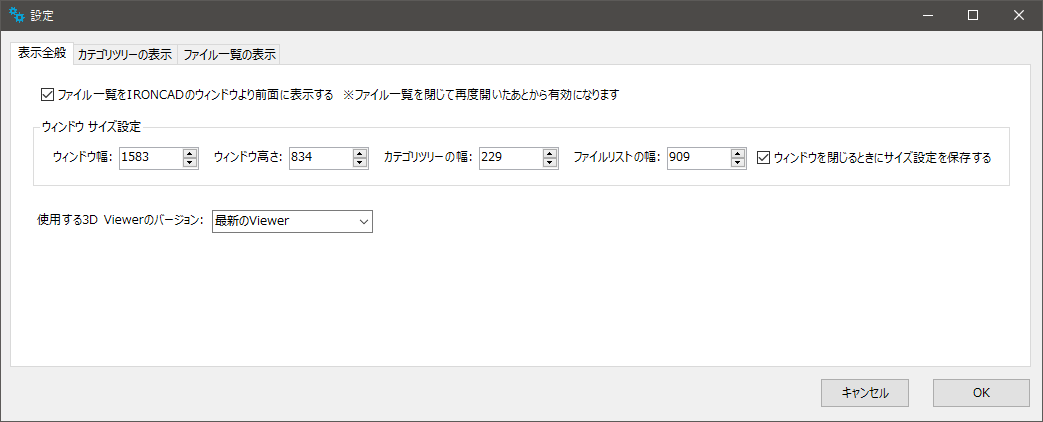 設定
表示全般 カテゴリツリーの表示 ファイル一覧の表示
ファイル一覧をIRONCADのウィンドウより前面に表示する ※ファイル一覧を閉じて再度開いたあとから有効になります
ウィンドウ サイズ設定
ウィンドウ幅: 1583 ウィンドウ高さ: 834 カテゴリツリーの幅: 229 ファイルリストの幅: 909 ウィンドウを閉じるときにサイズ設定を保存する
使用する3D Viewerのバージョン: 最新のViewer
キャンセル OK